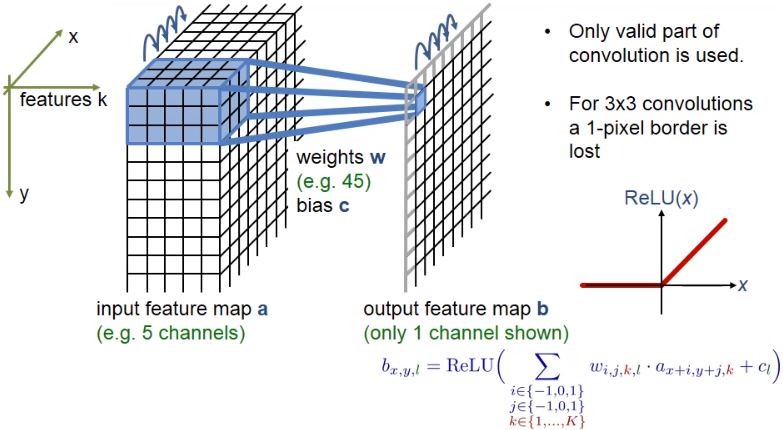 x
features k
y
weights w
(e.g. 45)
bias c
input feature map a
(e.g. 5 channels)
output feature map b
(only 1 channel shown)
• Only valid part of
convolution is used.
• For 3x3 convolutions
a 1-pixel border is
lost
ReLU(x)
x
b_{x,y,l} = ReLU( ∑ w_{i,j,k,l} · a_{x+i,y+j,k} + c_l )
i∈{−1,0,1}
j∈{−1,0,1}
k∈{1,...,K}